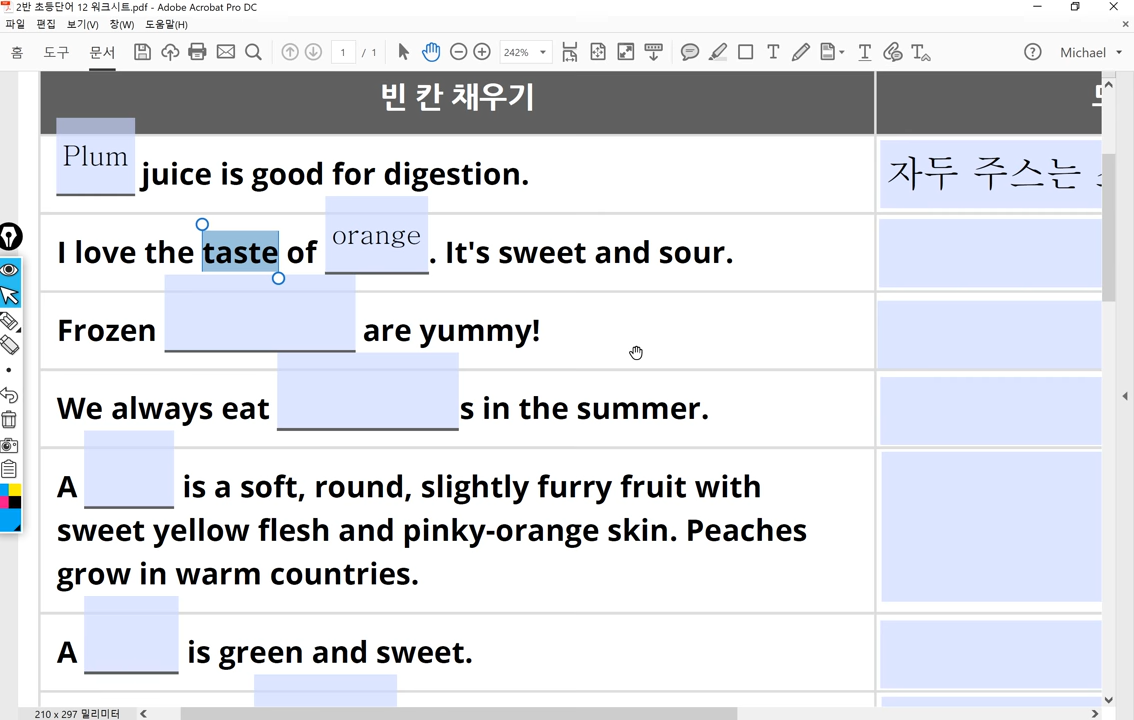 2반 초등단어 12 워크시트.pdf - Adobe Acrobat Pro DC
파일 편집 보기(V) 창(W) 도움말(H)
홈 도구 문서 1 / 1 242% Michael
빈 칸 채우기
Plum juice is good for digestion.
자두 주스는
I love the taste of orange. It's sweet and sour.
Frozen are yummy!
We always eat s in the summer.
A is a soft, round, slightly furry fruit with
sweet yellow flesh and pinky-orange skin. Peaches
grow in warm countries.
A is green and sweet.
210 x 297 밀리미터